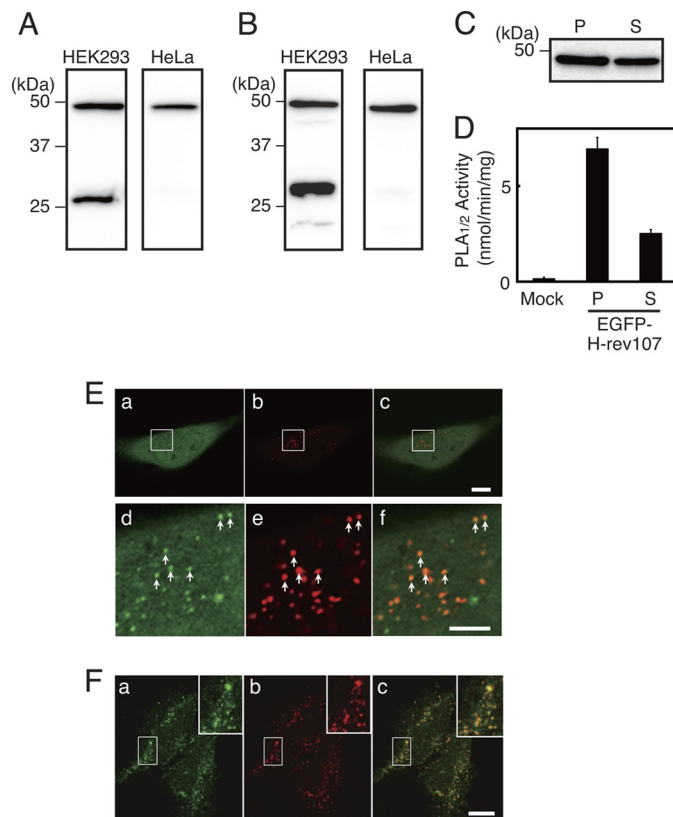 A
HEK293 HeLa
(kDa)
50
37
25
B
HEK293 HeLa
(kDa)
50
37
25
C
P S
(kDa)
50
D
PLA1/2 Activity
(nmol/min/mg)
5
0
Mock P S
EGFP-
H-rev107
E
a b c
d e f
F
a b c